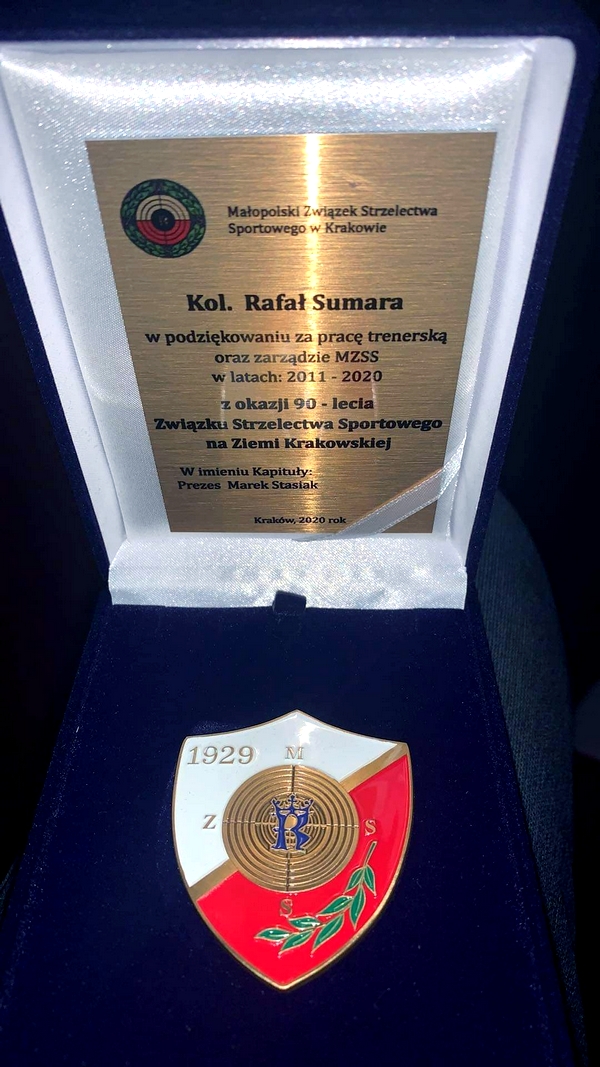 Małopolski Związek Strzelectwa
Sportowego w Krakowie
Kol. Rafał Sumara
w podziękowaniu za pracę trenerską
oraz zarządzie MZSS
w latach: 2011 - 2020
z okazji 90 - lecia
Związku Strzelectwa Sportowego
na Ziemi Krakowskiej
W imieniu Kapituły:
Prezes Marek Stasiak
Kraków, 2020 rok
1929 M
Z S
S